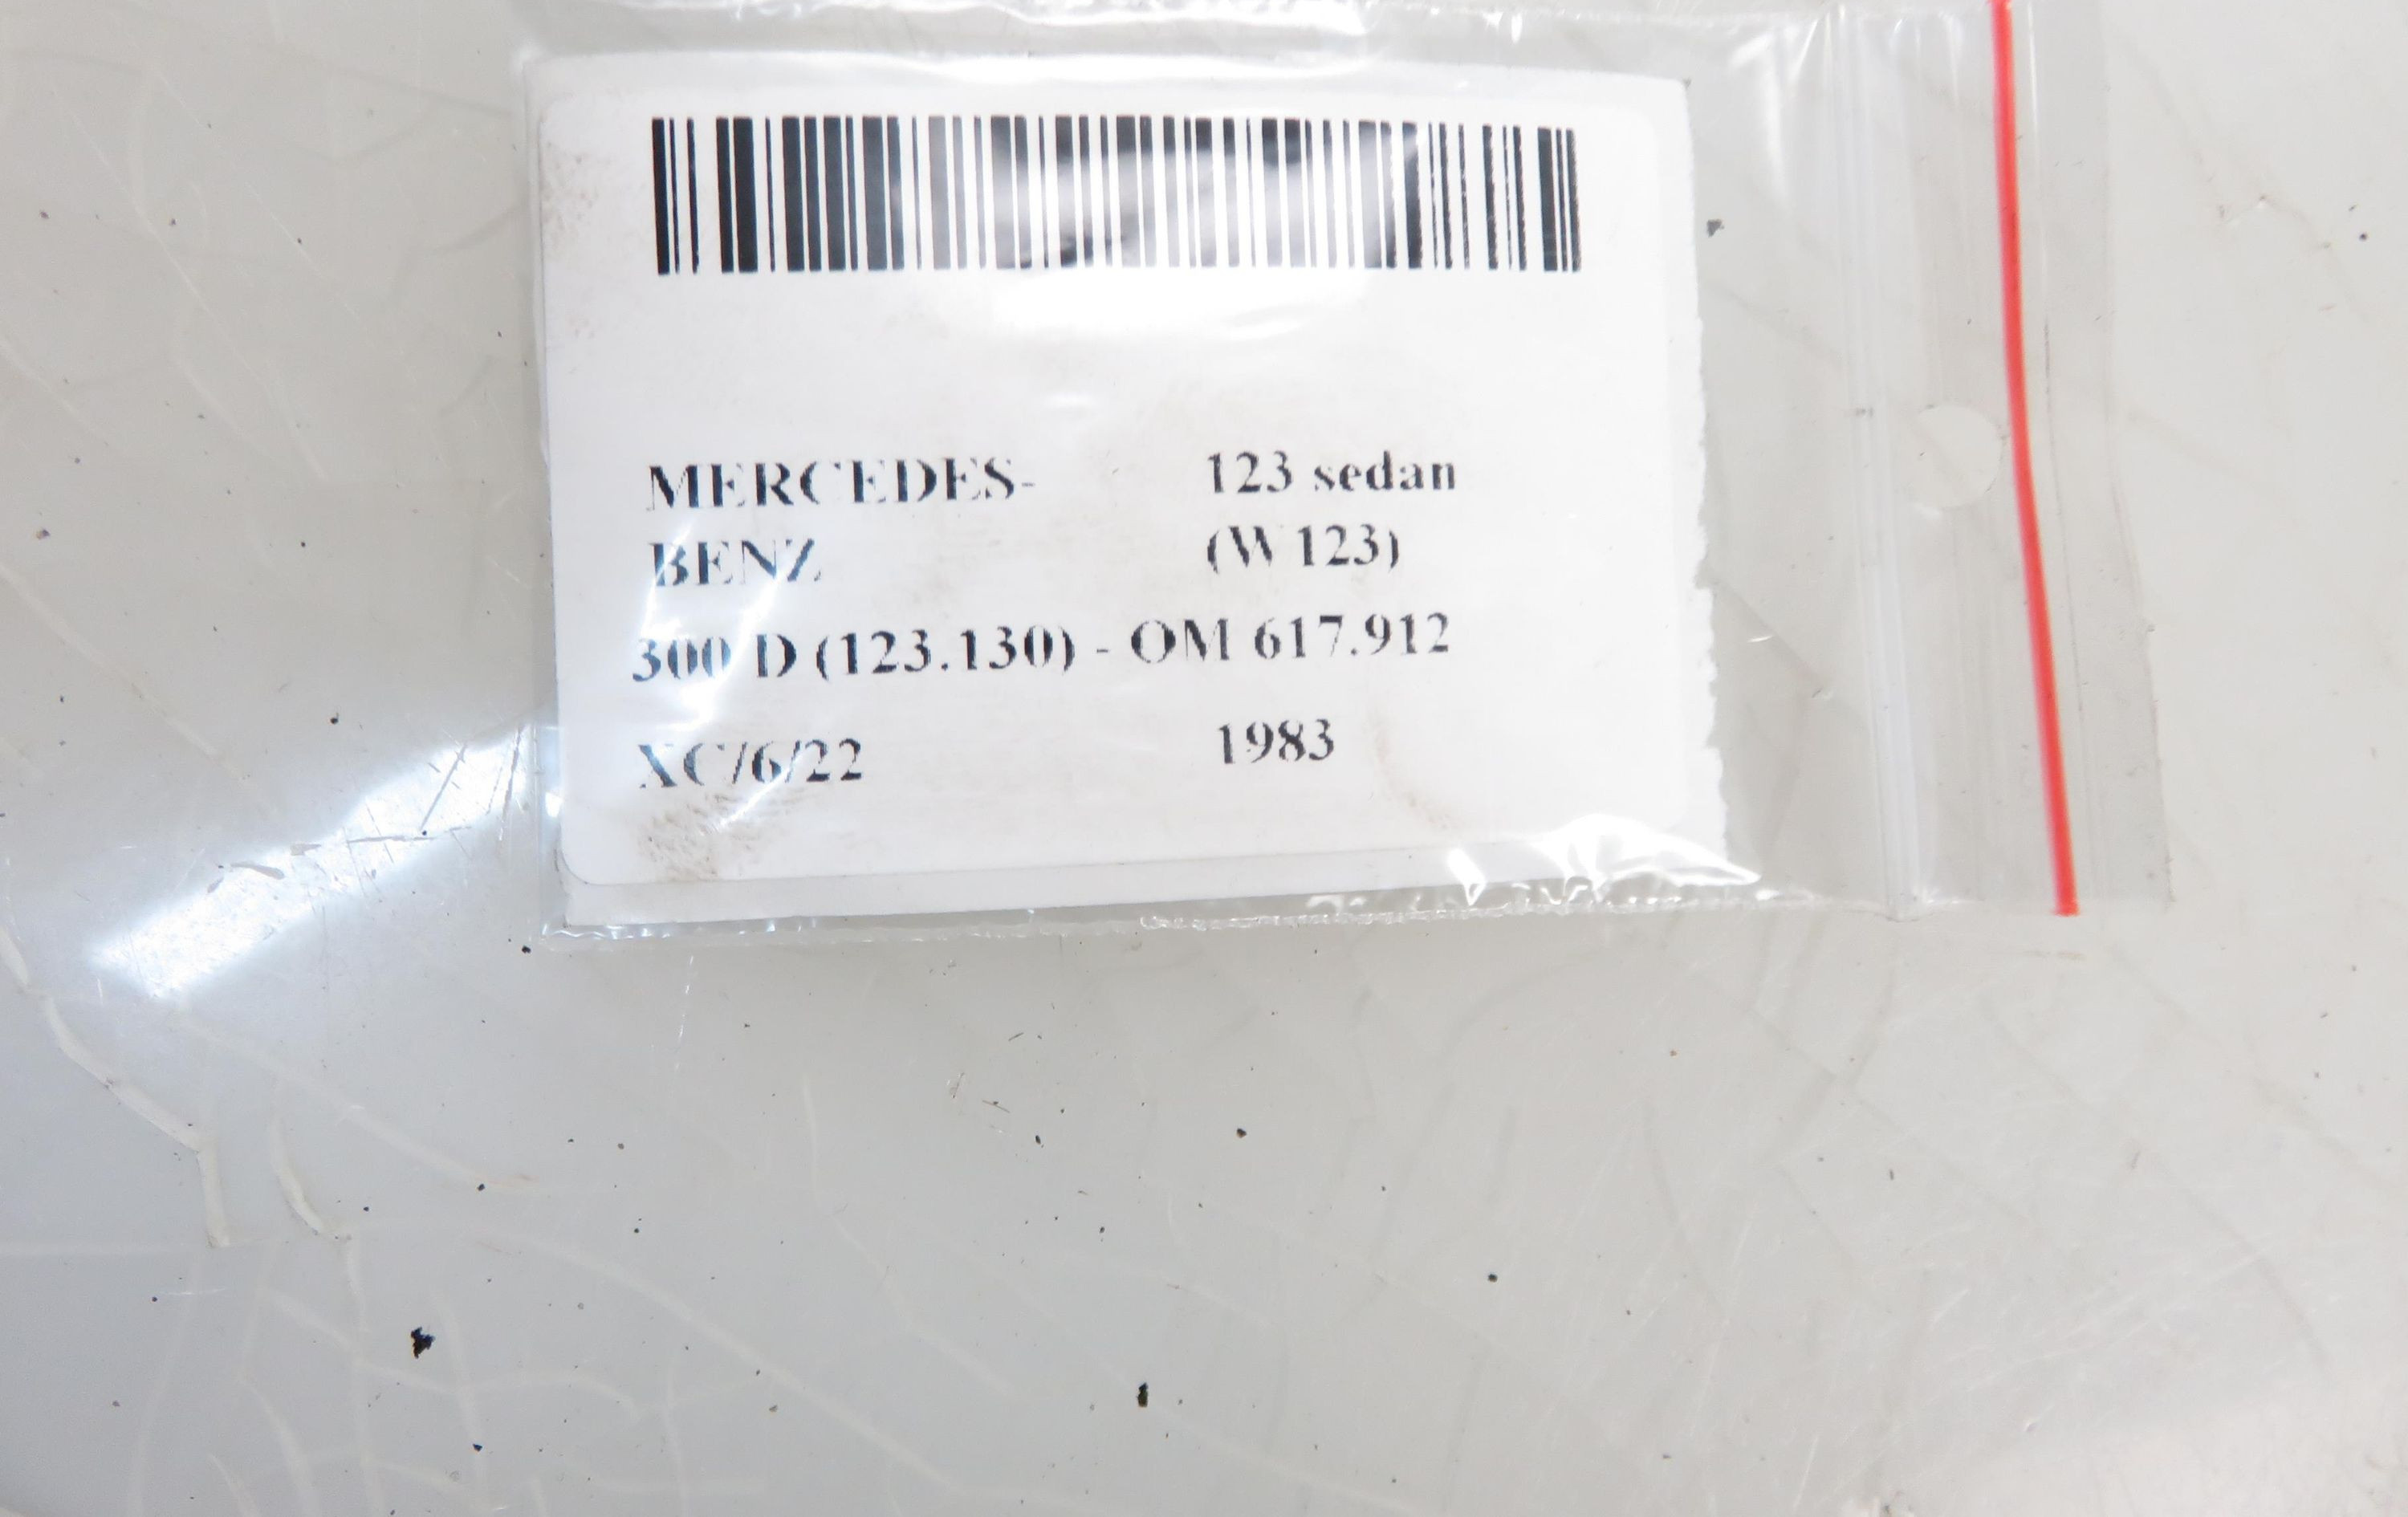 MERCEDES- 123 sedan
BENZ (W123)
300 D (123.130) - OM 617.912
XC/6/22 1983